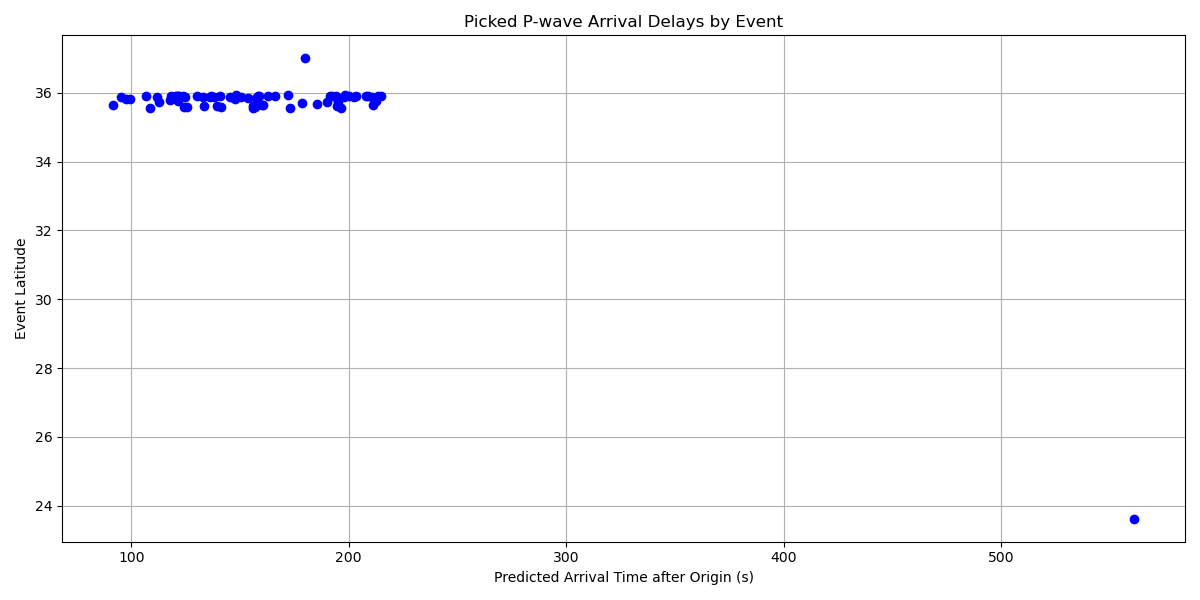 Picked P-wave Arrival Delays by Event
Event Latitude
36
34
32
30
28
26
24
100 200 300 400 500
Predicted Arrival Time after Origin (s)